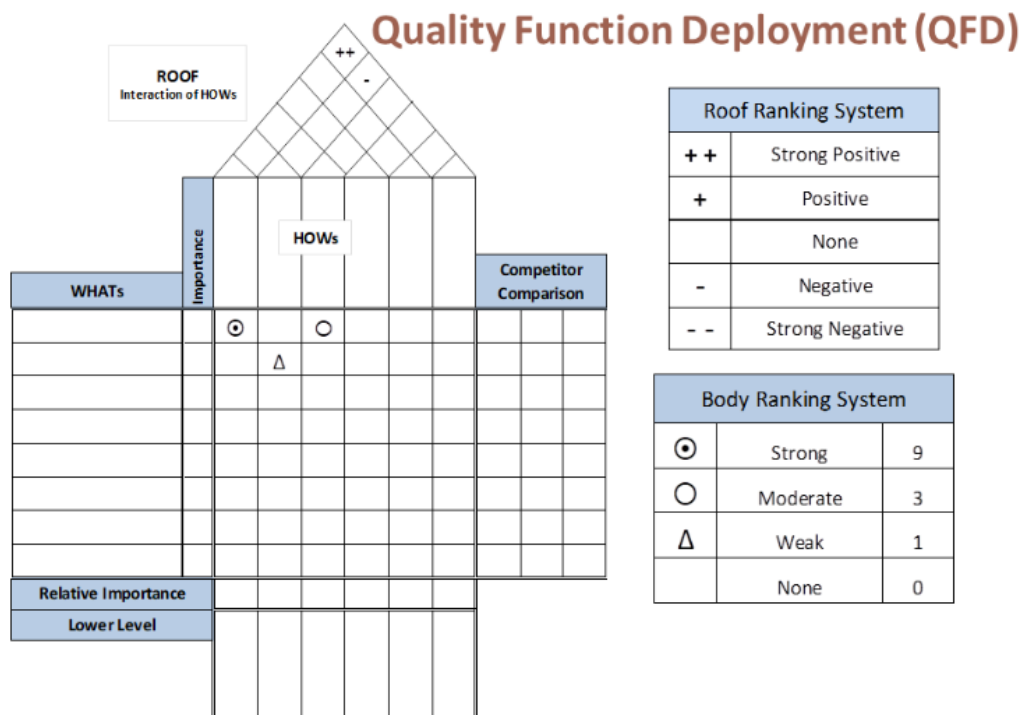 Quality Function Deployment (QFD)
++
-
ROOF
Interaction of HOWs
HOWs
Importance
WHATs
Competitor
Comparison
⊙ ○
Δ
Relative Importance
Lower Level
Roof Ranking System
+ + Strong Positive
+ Positive
None
- Negative
- - Strong Negative
Body Ranking System
⊙ Strong 9
○ Moderate 3
Δ Weak 1
None 0